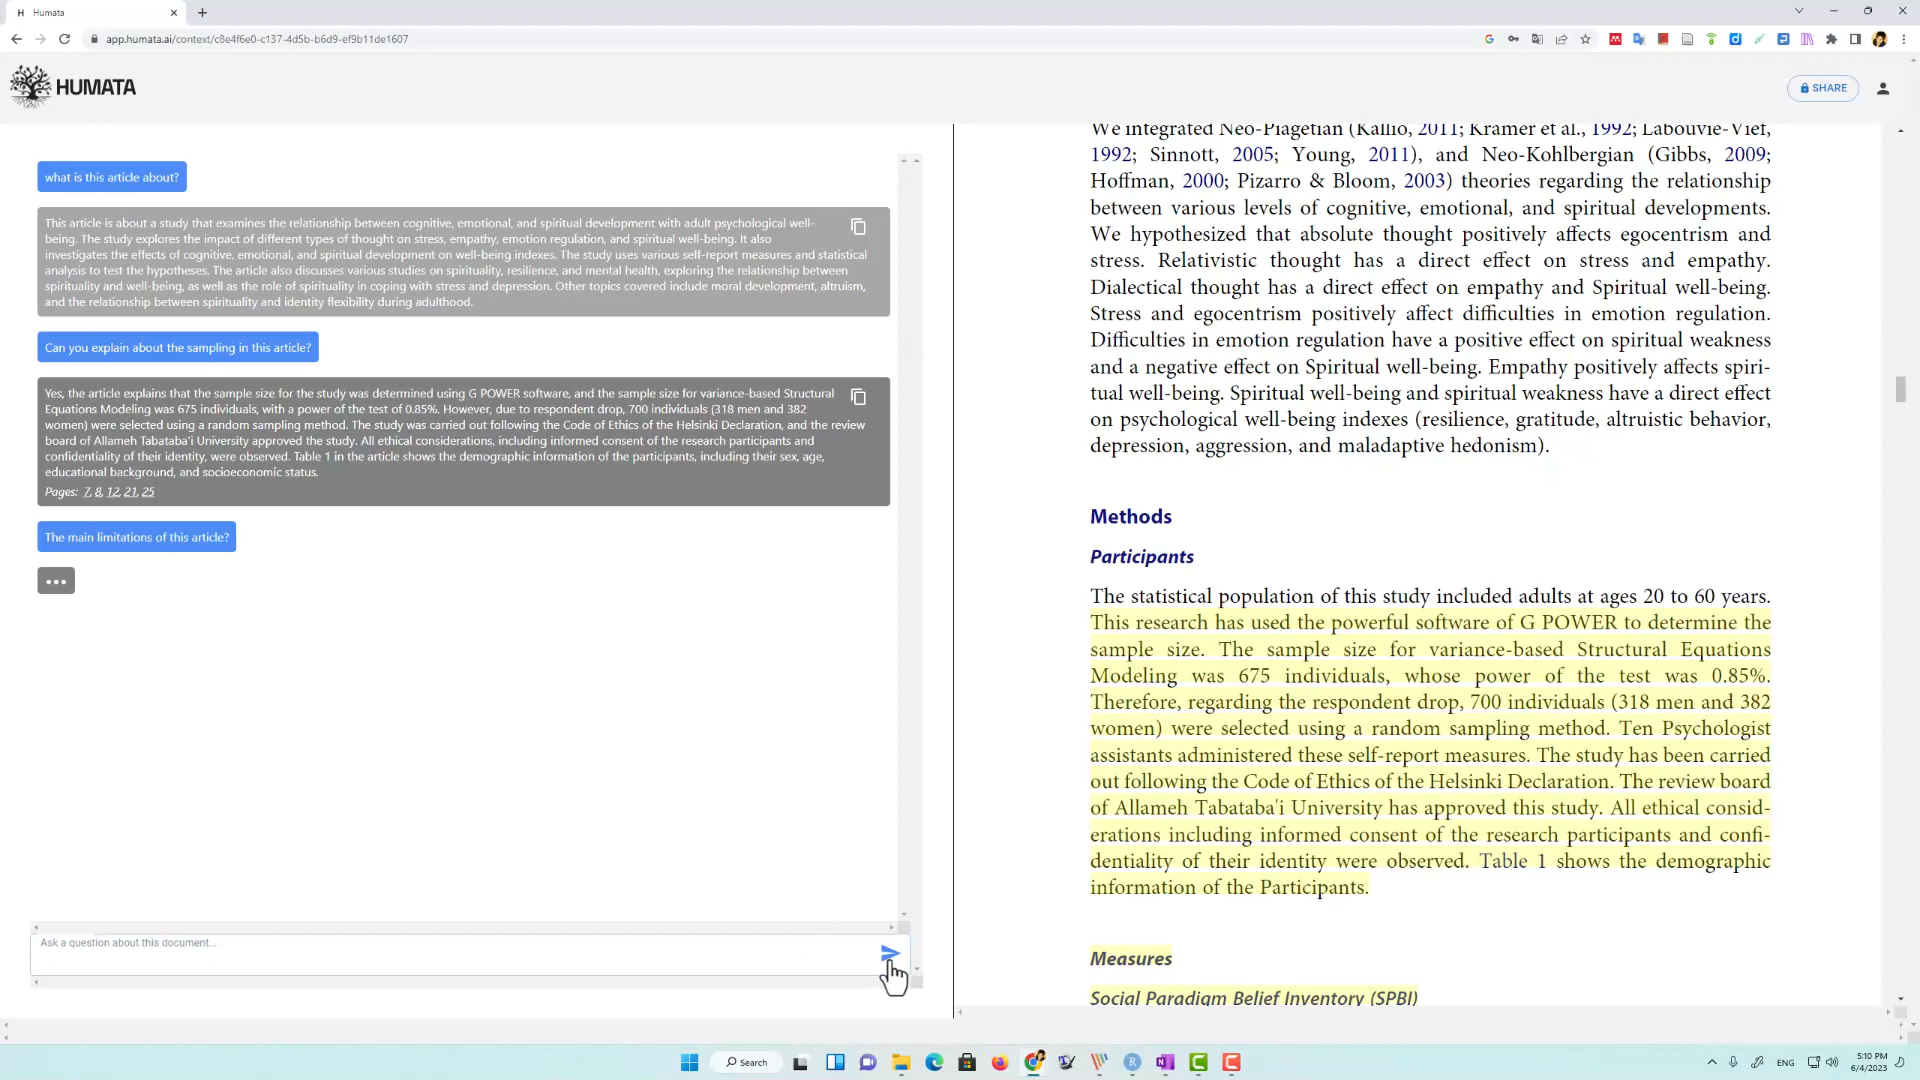 Humata
app.humata.ai/context/c8e4f6e0-c137-4d5b-b6d9-ef9b11de1607
HUMATA
SHARE
what is this article about?
This article is about a study that examines the relationship between cognitive, emotional, and spiritual development with adult psychological well-
being. The study explores the impact of different types of thought on stress, empathy, emotion regulation, and spiritual well-being. It also
investigates the effects of cognitive, emotional, and spiritual development on well-being indexes. The study uses various self-report measures and statistical
analysis to test the hypotheses. The article also discusses various studies on spirituality, resilience, and mental health, exploring the relationship between
spirituality and well-being, as well as the role of spirituality in coping with stress and depression. Other topics covered include moral development, altruism,
and the relationship between spirituality and identity flexibility during adulthood.
Can you explain about the sampling in this article?
Yes, the article explains that the sample size for the study was determined using G POWER software, and the sample size for variance-based Structural
Equations Modeling was 675 individuals, with a power of the test of 0.85%. However, due to respondent drop, 700 individuals (318 men and 382
women) were selected using a random sampling method. The study was carried out following the Code of Ethics of the Helsinki Declaration, and the review
board of Allameh Tabataba'i University approved the study. All ethical considerations, including informed consent of the research participants and
confidentiality of their identity, were observed. Table 1 in the article shows the demographic information of the participants, including their sex, age,
educational background, and socioeconomic status.
Pages: 7, 8, 12, 21, 25
The main limitations of this article?
Ask a question about this document...
We integrated Neo-Piagetian (Kallio, 2011; Kramer et al., 1992; Labouvie-Vief,
1992; Sinnott, 2005; Young, 2011), and Neo-Kohlbergian (Gibbs, 2009;
Hoffman, 2000; Pizarro & Bloom, 2003) theories regarding the relationship
between various levels of cognitive, emotional, and spiritual developments.
We hypothesized that absolute thought positively affects egocentrism and
stress. Relativistic thought has a direct effect on stress and empathy.
Dialectical thought has a direct effect on empathy and Spiritual well-being.
Stress and egocentrism positively affect difficulties in emotion regulation.
Difficulties in emotion regulation have a positive effect on spiritual weakness
and a negative effect on Spiritual well-being. Empathy positively affects spiri-
tual well-being. Spiritual well-being and spiritual weakness have a direct effect
on psychological well-being indexes (resilience, gratitude, altruistic behavior,
depression, aggression, and maladaptive hedonism).
Methods
Participants
The statistical population of this study included adults at ages 20 to 60 years.
This research has used the powerful software of G POWER to determine the
sample size. The sample size for variance-based Structural Equations
Modeling was 675 individuals, whose power of the test was 0.85%.
Therefore, regarding the respondent drop, 700 individuals (318 men and 382
women) were selected using a random sampling method. Ten Psychologist
assistants administered these self-report measures. The study has been carried
out following the Code of Ethics of the Helsinki Declaration. The review board
of Allameh Tabataba'i University has approved this study. All ethical consid-
erations including informed consent of the research participants and confi-
dentiality of their identity were observed. Table 1 shows the demographic
information of the Participants.
Measures
Social Paradigm Belief Inventory (SPBI)
Search
ENG
5:10 PM
6/4/2023